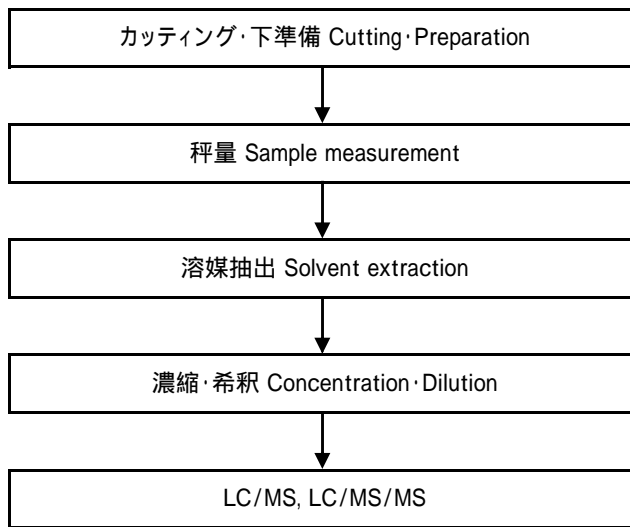 カッティング・下準備 Cutting・Preparation
秤量 Sample measurement
溶媒抽出 Solvent extraction
濃縮・希釈 Concentration・Dilution
LC/MS, LC/MS/MS